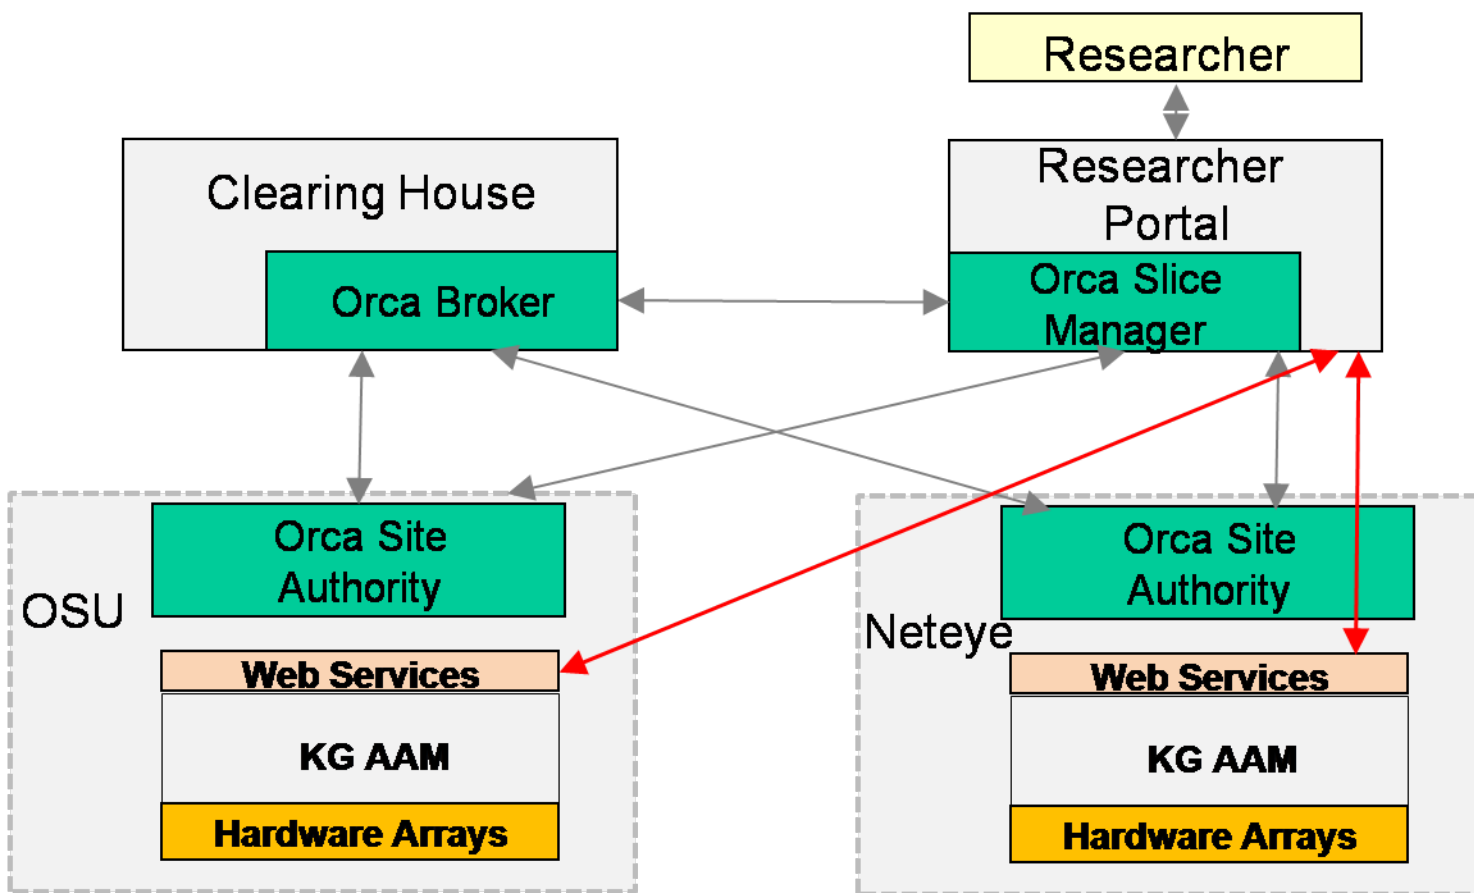 Researcher
Clearing House
Orca Broker
Researcher
Portal
Orca Slice
Manager
OSU
Orca Site
Authority
Web Services
KG AAM
Hardware Arrays
Neteye
Orca Site
Authority
Web Services
KG AAM
Hardware Arrays